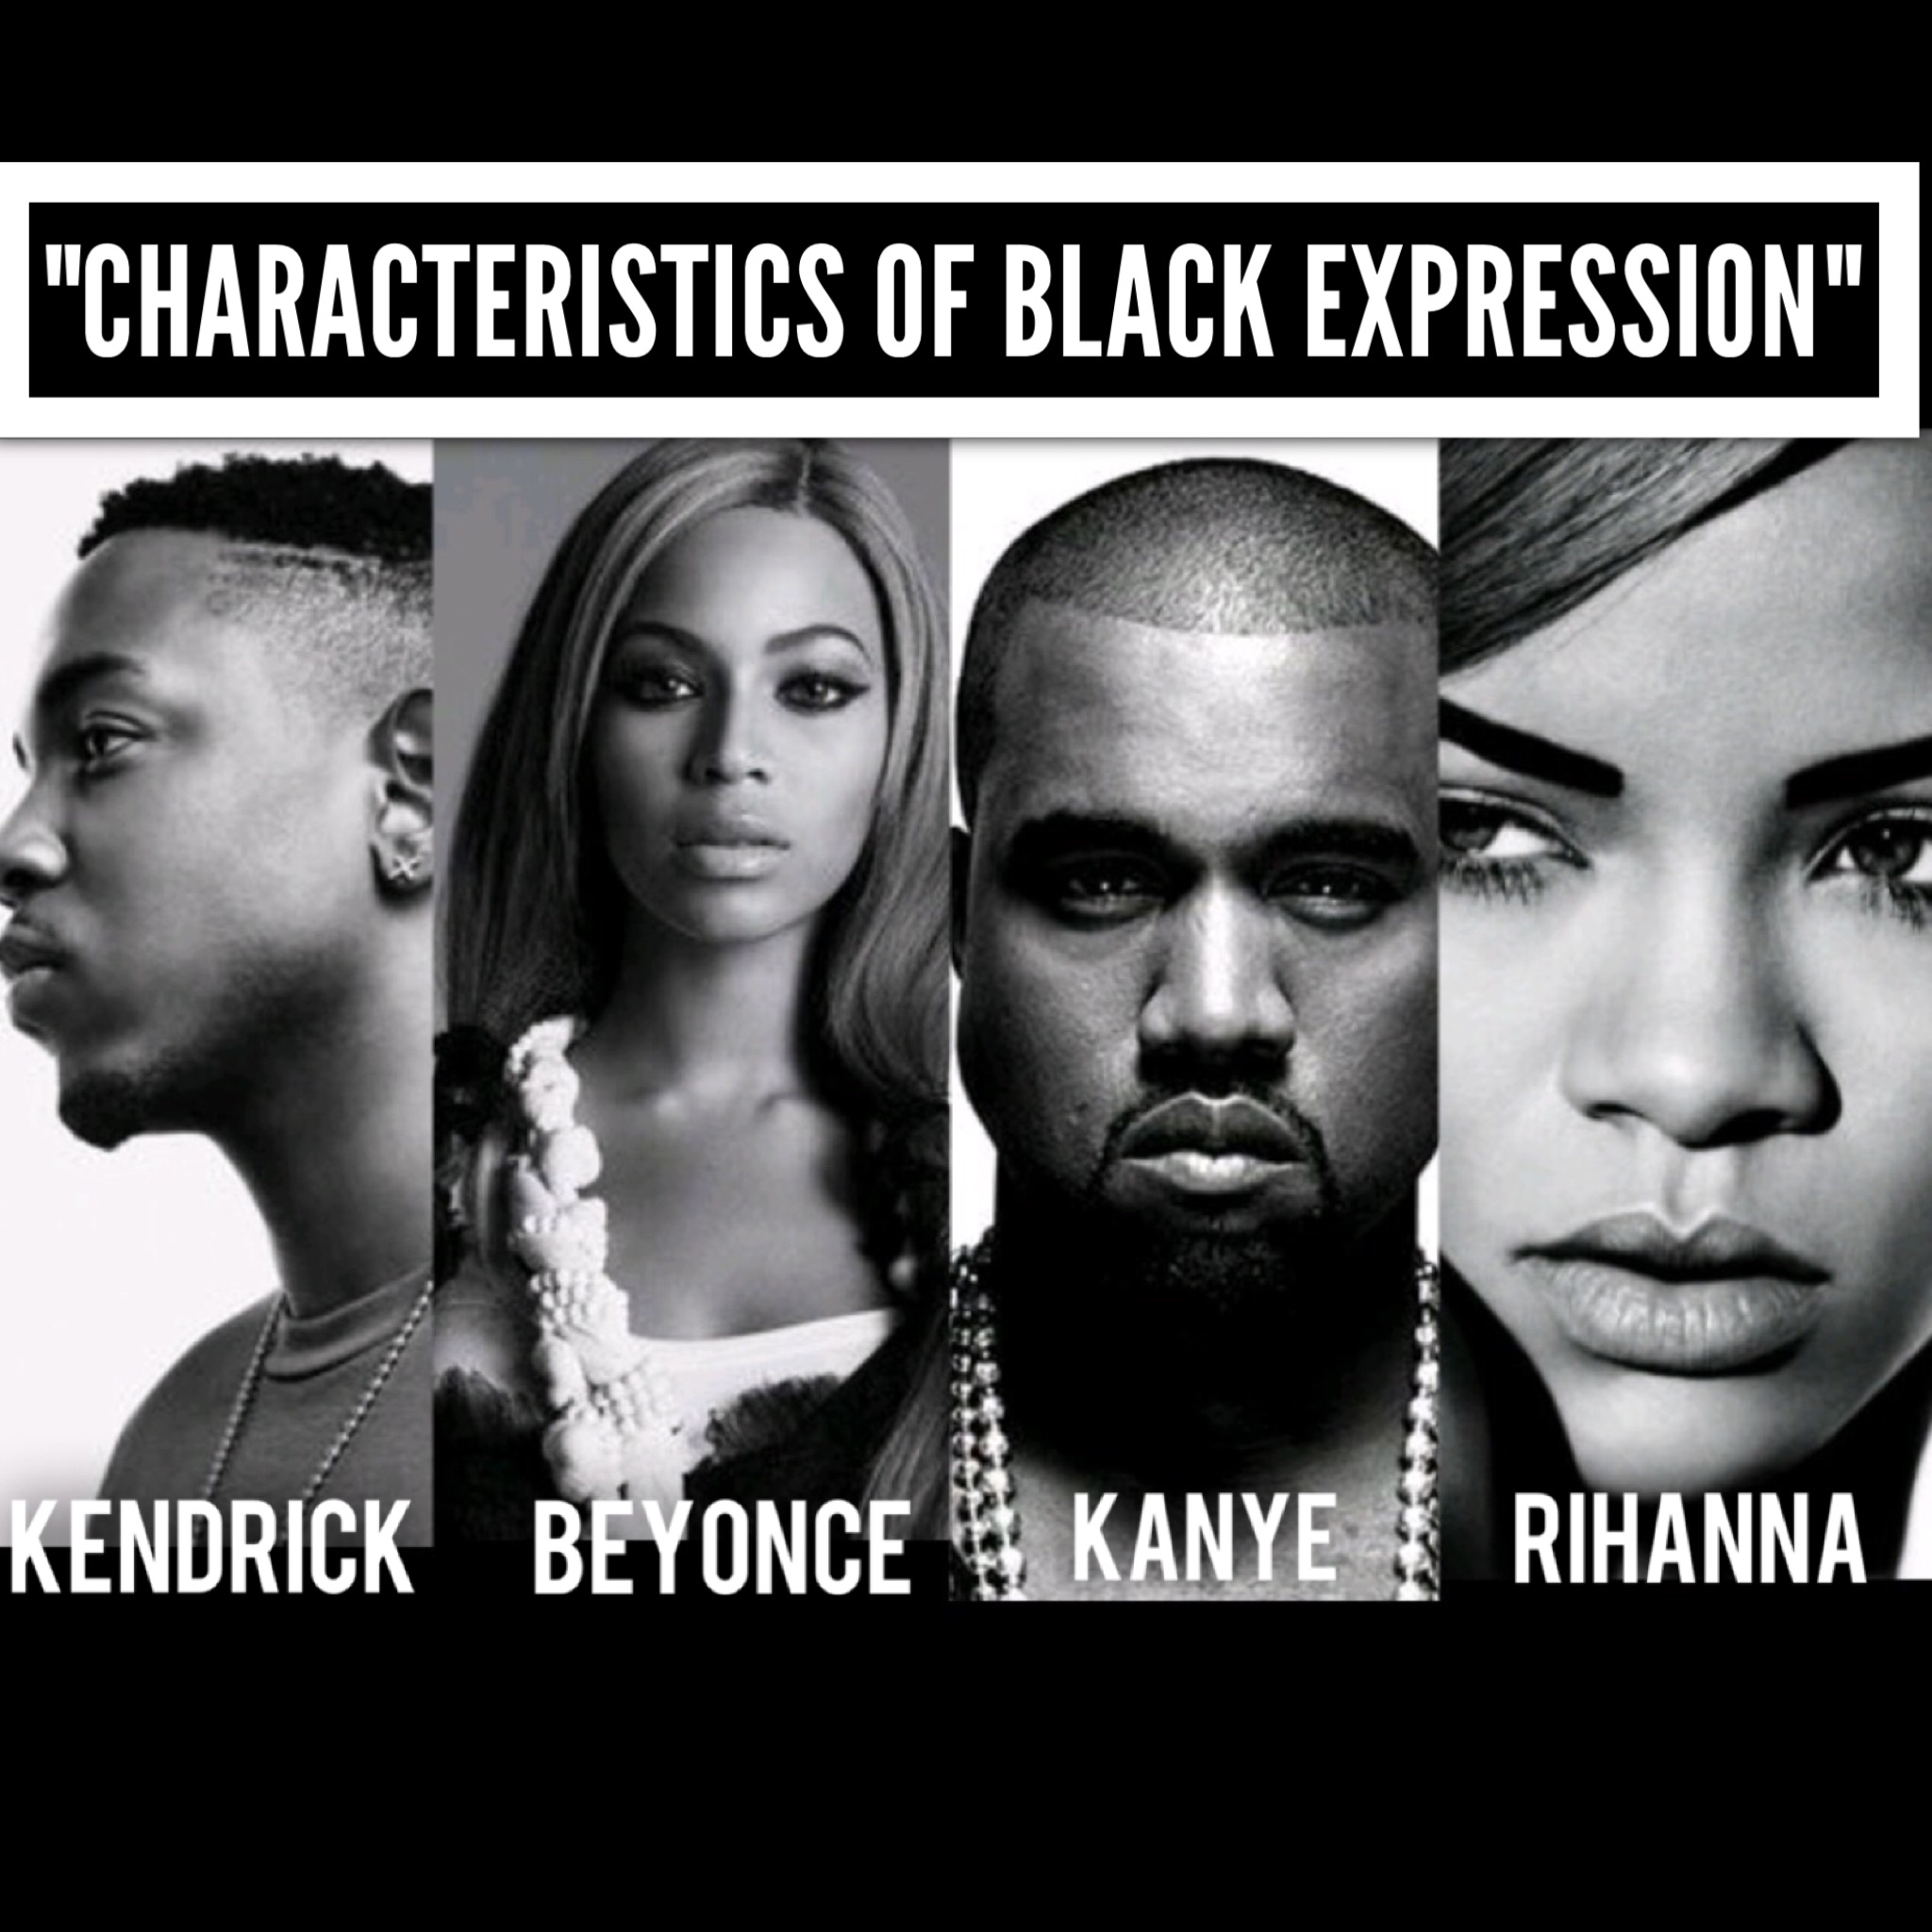 "CHARACTERISTICS OF BLACK EXPRESSION"
KENDRICK
BEYONCE
KANYE
RIHANNA